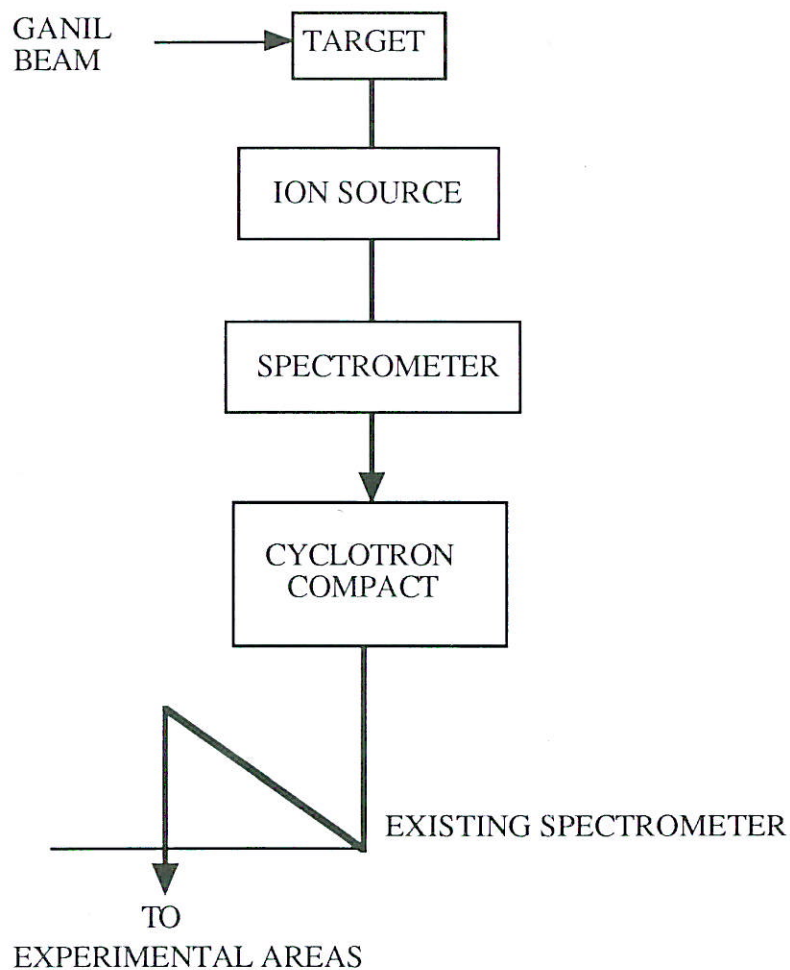 GANIL
BEAM
TARGET
ION SOURCE
SPECTROMETER
CYCLOTRON
COMPACT
EXISTING SPECTROMETER
TO
EXPERIMENTAL AREAS